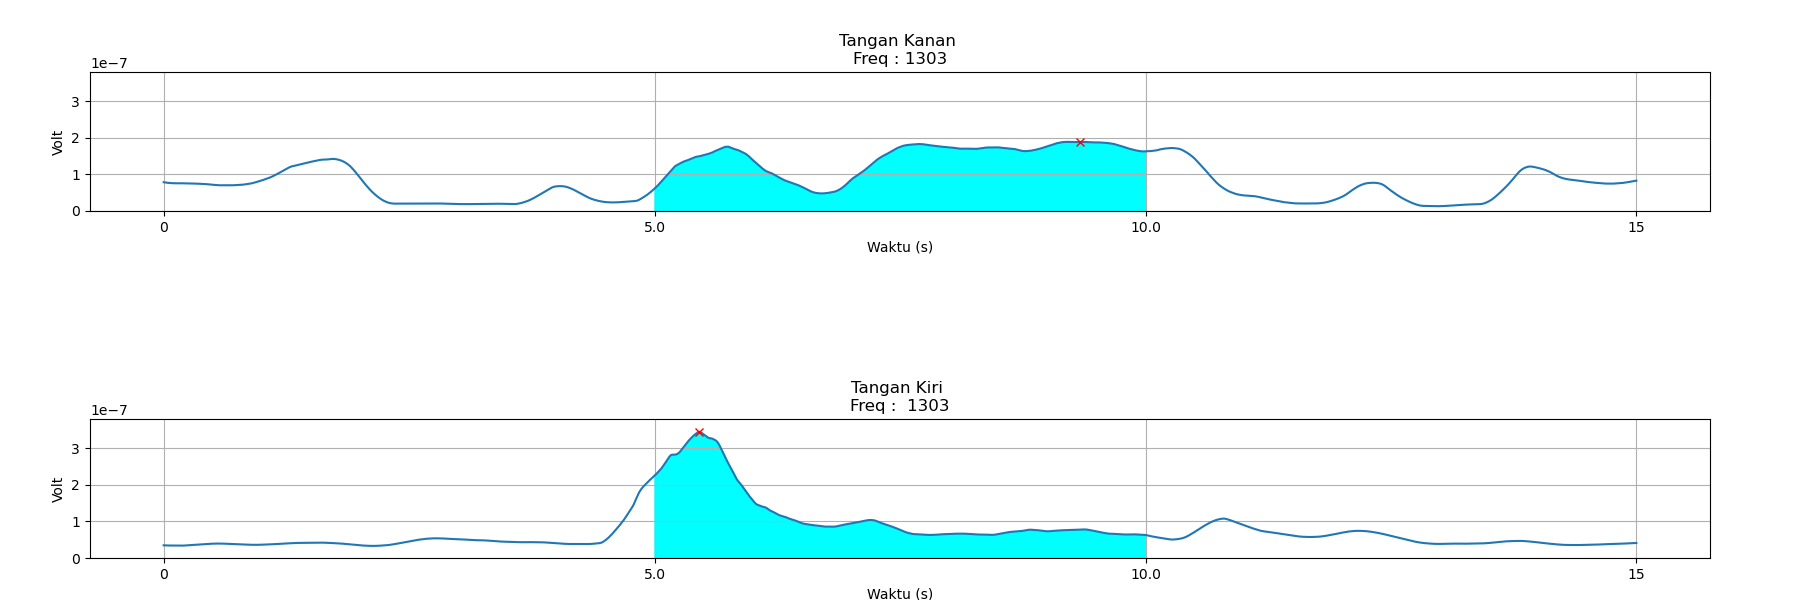 Tangan Kanan
Freq : 1303
1e−7
3
2
1
0
Volt
0 5.0 10.0 15
Waktu (s)
Tangan Kiri
Freq :  1303
1e−7
3
2
1
0
Volt
0 5.0 10.0 15
Waktu (s)